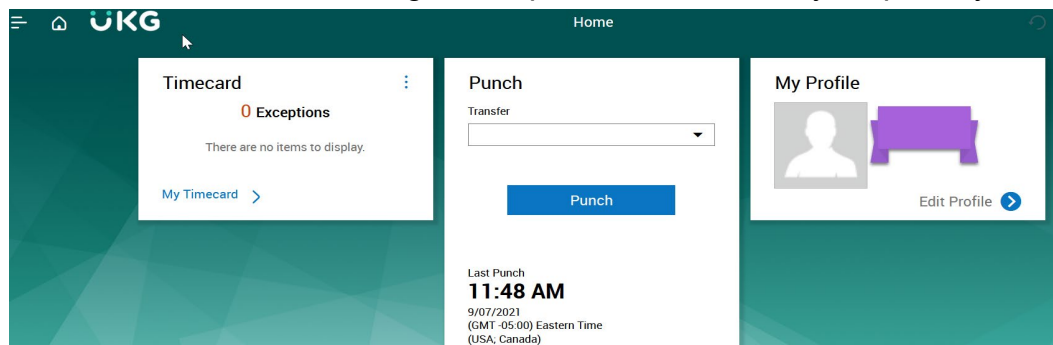 UKG
Home
Timecard
0 Exceptions
There are no items to display.
My Timecard
Punch
Transfer
Punch
Last Punch
11:48 AM
9/07/2021
(GMT -05:00) Eastern Time
(USA; Canada)
My Profile
Edit Profile